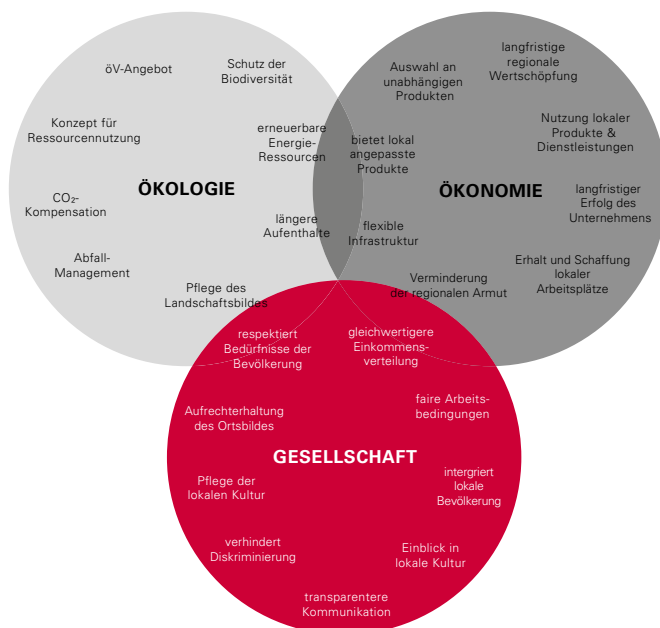 öV-Angebot
Schutz der
Biodiversität
Konzept für
Ressourcennutzung
erneuerbare
Energie-
Ressourcen
ÖKOLOGIE
CO₂-
Kompensation
längere
Aufenthalte
Abfall-
Management
Pflege des
Landschaftsbildes
Auswahl an
unabhängigen
Produkten
langfristige
regionale
Wertschöpfung
bietet lokal
angepasste
Produkte
Nutzung lokaler
Produkte &
Dienstleistungen
ÖKONOMIE
langfristiger
Erfolg des
Unternehmens
flexible
Infrastruktur
Erhalt und Schaffung
lokaler
Arbeitsplätze
Verminderung
der regionalen Armut
respektiert
Bedürfnisse der
Bevölkerung
gleichwertigere
Einkommens-
verteilung
Aufrechterhaltung
des Ortsbildes
faire Arbeits-
bedingungen
GESELLSCHAFT
Pflege der
lokalen Kultur
intergriert
lokale
Bevölkerung
verhindert
Diskriminierung
Einblick in
lokale Kultur
transparentere
Kommunikation